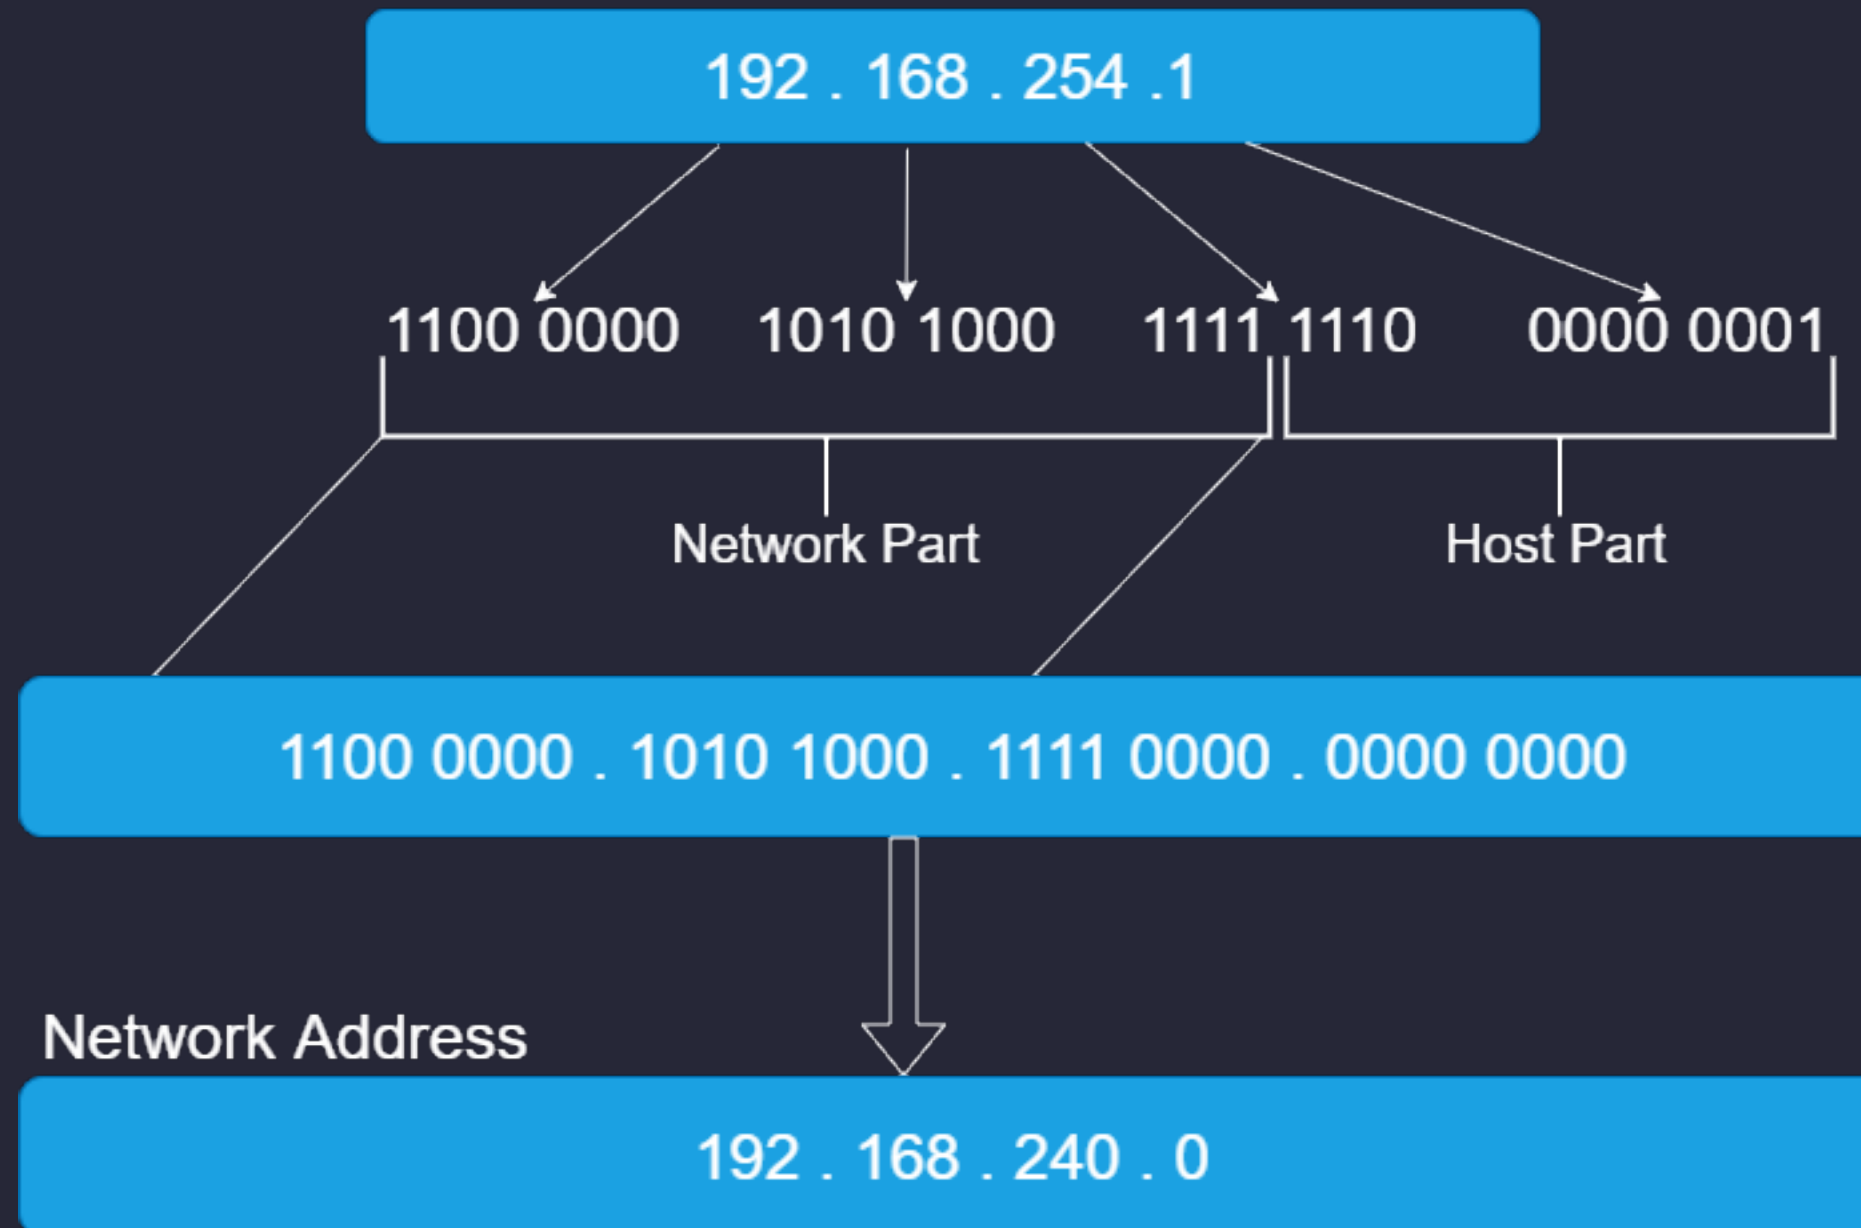 192 . 168 . 254 .1
1100 0000 1010 1000 1111 1110 0000 0001
Network Part Host Part
1100 0000 . 1010 1000 . 1111 0000 . 0000 0000
Network Address
192 . 168 . 240 . 0